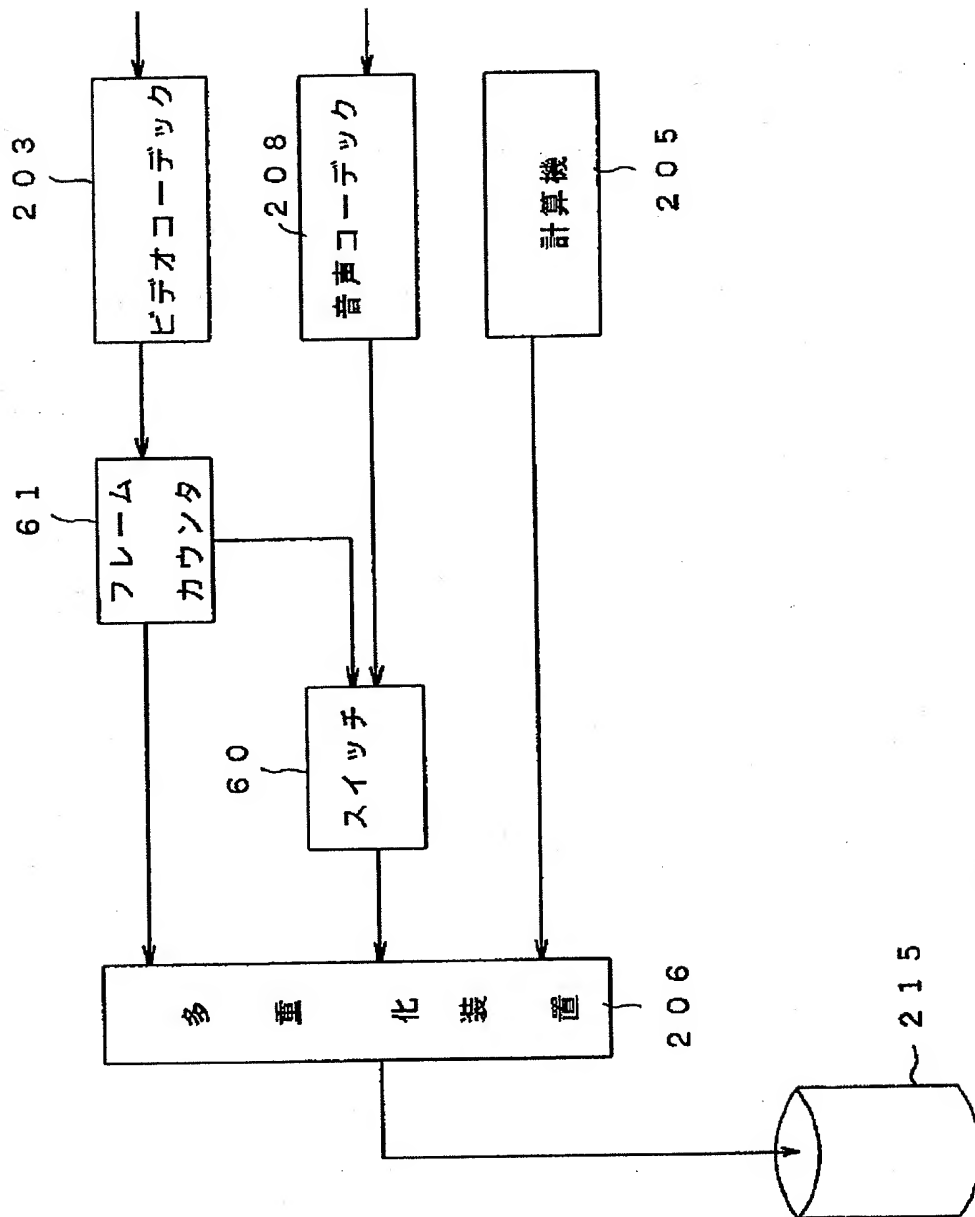 203
ビデオコーデック
61
フレーム
カウンタ
208
音声コーデック
60
スイッチ
計算機
205
多重化装置
206
215